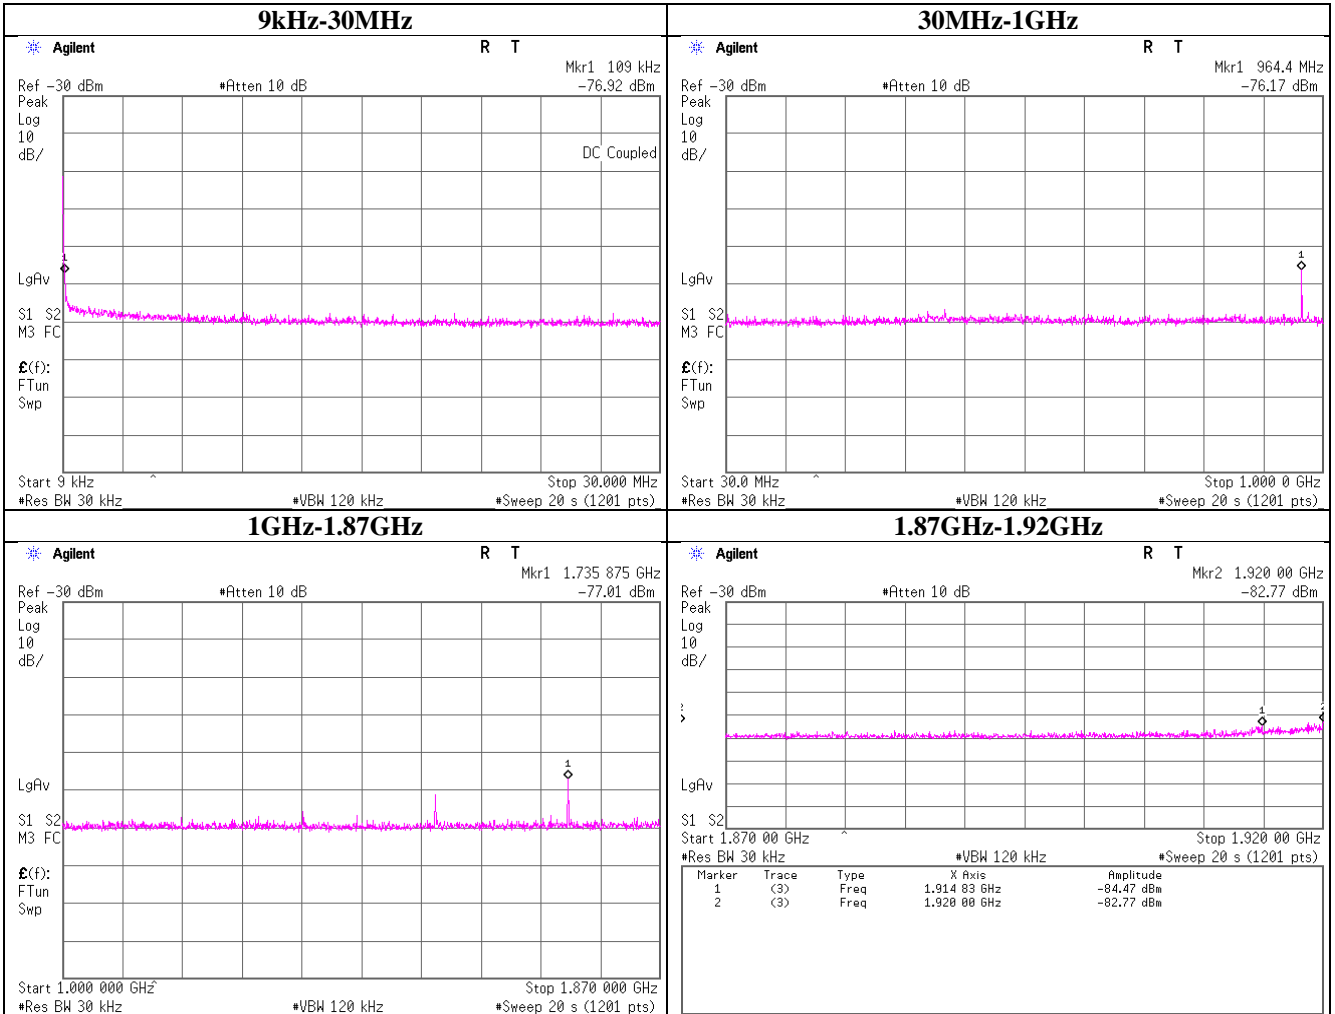 9kHz-30MHz
Agilent R T
Mkr1 109 kHz
Ref -30 dBm #Atten 10 dB -76.92 dBm
Peak
Log
10
dB/
DC Coupled
1
LgAv
S1 S2
M3 FC
£(f):
FTun
Swp
Start 9 kHz ^ Stop 30.000 MHz
#Res BW 30 kHz #VBW 120 kHz #Sweep 20 s (1201 pts)
30MHz-1GHz
Agilent R T
Mkr1 964.4 MHz
Ref -30 dBm #Atten 10 dB -76.17 dBm
Peak
Log
10
dB/
1
LgAv
S1 S2
M3 FC
£(f):
FTun
Swp
Start 30.0 MHz ^ Stop 1.000 0 GHz
#Res BW 30 kHz #VBW 120 kHz #Sweep 20 s (1201 pts)
1GHz-1.87GHz
Agilent R T
Mkr1 1.735 875 GHz
Ref -30 dBm #Atten 10 dB -77.01 dBm
Peak
Log
10
dB/
1
LgAv
S1 S2
M3 FC
£(f):
FTun
Swp
Start 1.000 000 GHz ^ Stop 1.870 000 GHz
#Res BW 30 kHz #VBW 120 kHz #Sweep 20 s (1201 pts)
1.87GHz-1.92GHz
Agilent R T
Mkr2 1.920 00 GHz
Ref -30 dBm #Atten 10 dB -82.77 dBm
Peak
Log
10
dB/
1
LgAv
S1 S2
Start 1.870 00 GHz ^ Stop 1.920 00 GHz
#Res BW 30 kHz #VBW 120 kHz #Sweep 20 s (1201 pts)
Marker Trace Type X Axis Amplitude
1 (3) Freq 1.914 83 GHz -84.47 dBm
2 (3) Freq 1.920 00 GHz -82.77 dBm